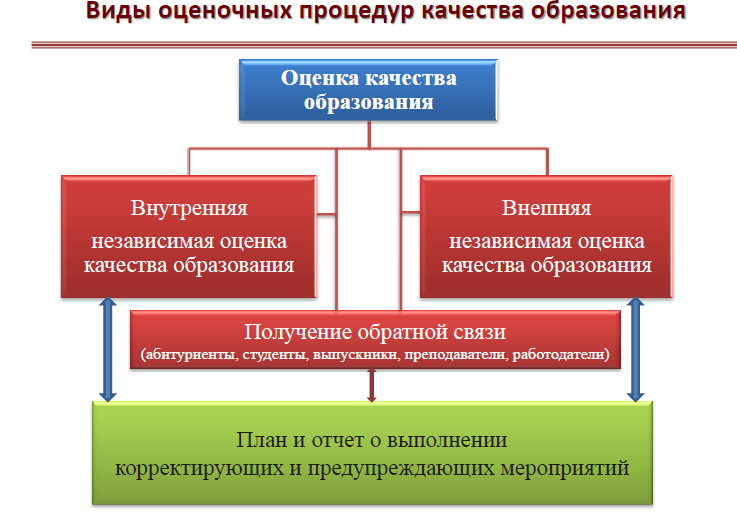 Виды оценочных процедур качества образования
Оценка качества
образования
Внутренняя
независимая оценка
качества образования
Внешняя
независимая оценка
качества образования
Получение обратной связи
(абитуриенты, студенты, выпускники, преподаватели, работодатели)
План и отчет о выполнении
корректирующих и предупреждающих мероприятий